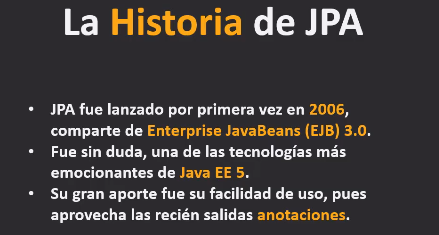 La Historia de JPA
• JPA fue lanzado por primera vez en 2006,
comparte de Enterprise JavaBeans (EJB) 3.0.
• Fue sin duda, una de las tecnologías más
emocionantes de Java EE 5.
• Su gran aporte fue su facilidad de uso, pues
aprovecha las recién salidas anotaciones.